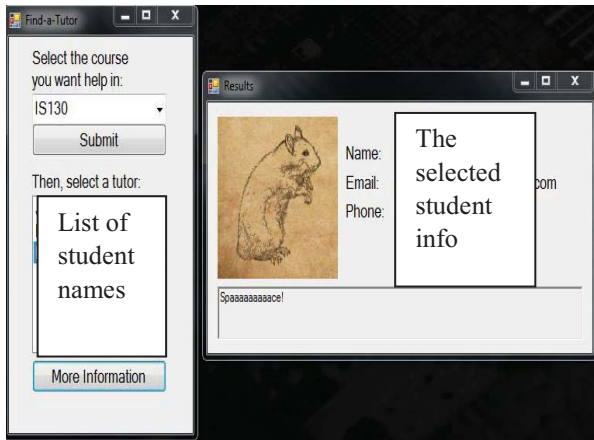 Find-a-Tutor
Select the course
you want help in:
IS130
Submit
Then, select a tutor:
List of
student
names
More Information
Results
Name:
Email:
Phone:
The
selected
student
info
com
Spaaaaaaaaace!